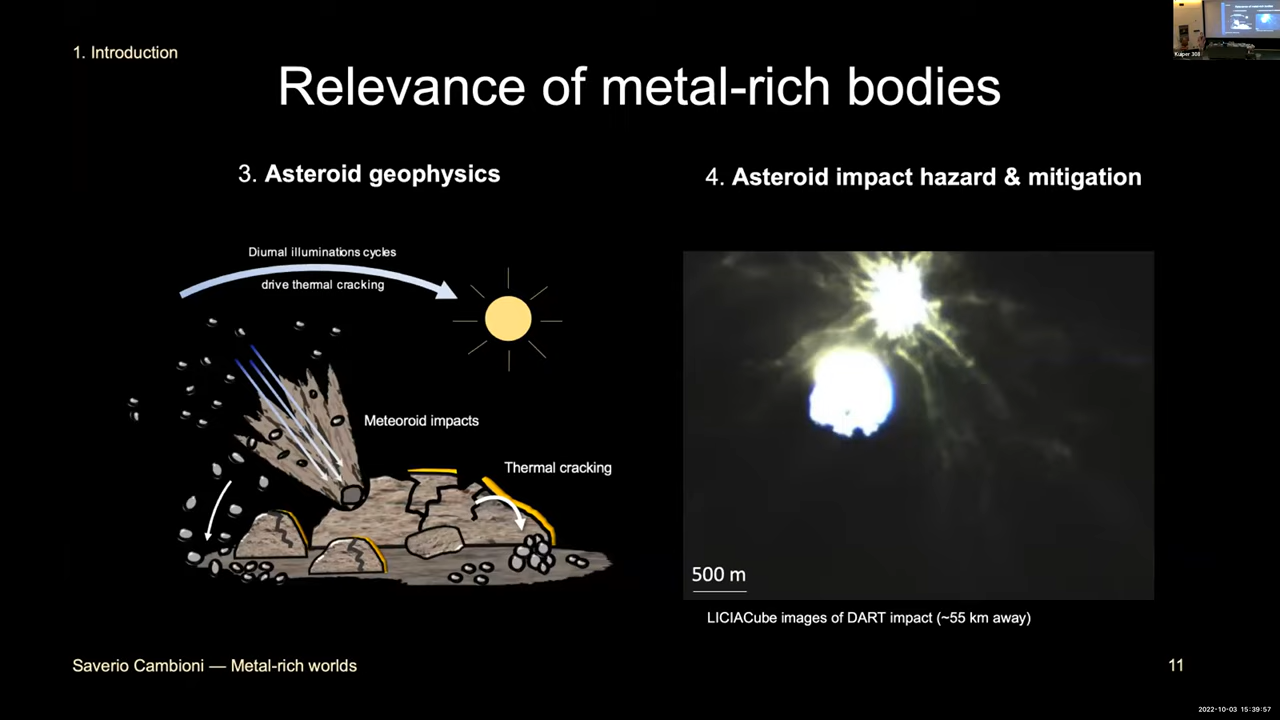 1. Introduction
Relevance of metal-rich bodies
3. Asteroid geophysics
4. Asteroid impact hazard & mitigation
Diurnal illuminations cycles
drive thermal cracking
Meteoroid impacts
Thermal cracking
500 m
LICIACube images of DART impact (~55 km away)
Saverio Cambioni — Metal-rich worlds
11
Kuiper 308
2022-10-03 15:39:57